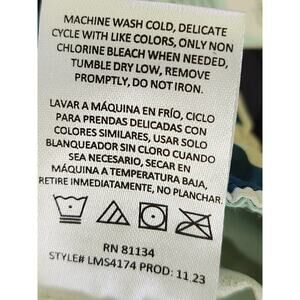 MACHINE WASH COLD, DELICATE
CYCLE WITH LIKE COLORS, ONLY NON
CHLORINE BLEACH WHEN NEEDED,
TUMBLE DRY LOW, REMOVE
PROMPTLY, DO NOT IRON.
LAVAR A MÁQUINA EN FRÍO, CICLO
PARA PRENDAS DELICADAS CON
COLORES SIMILARES, USAR SOLO
BLANQUEADOR SIN CLORO CUANDO
SEA NECESARIO, SECAR EN
MÁQUINA A TEMPERATURA BAJA,
RETIRE INMEDIATAMENTE, NO PLANCHAR.
RN 81134
STYLE# LMS4174 PROD: 11.23